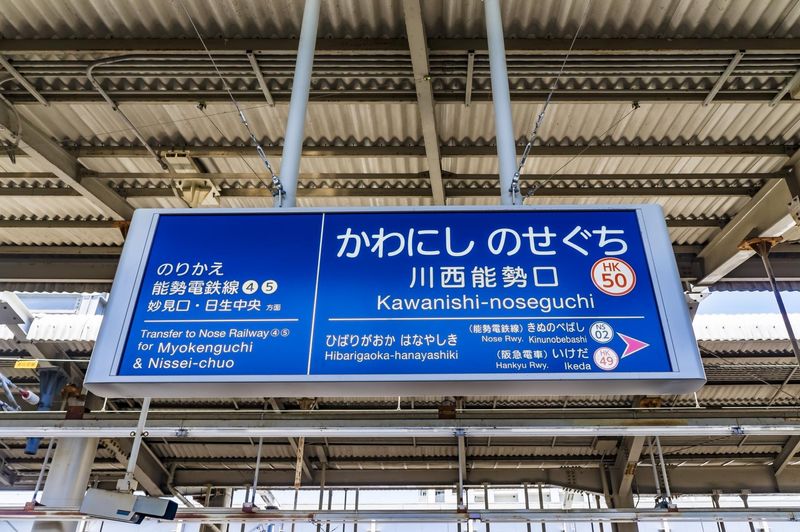 のりかえ
能勢電鉄線④⑤
妙見口・日生中央 方面
Transfer to Nose Railway④⑤
for Myokenguchi
& Nissei-chuo
かわにし のせぐち
川西能勢口
HK
50
Kawanishi-noseguchi
ひばりがおか はなやしき
Hibarigaoka-hanayashiki
（能勢電鉄線）きぬのべばし
Nose Rwy. Kinunobebashi
NS
02
（阪急電車）いけだ
Hankyu Rwy. Ikeda
HK
49